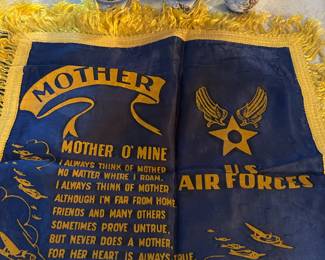 MOTHER
MOTHER O' MINE
I ALWAYS THINK OF MOTHER
NO MATTER WHERE I ROAM,
I ALWAYS THINK OF MOTHER
ALTHOUGH I'M FAR FROM HOME
FRIENDS AND MANY OTHERS
SOMETIMES PROVE UNTRUE,
BUT NEVER DOES A MOTHER,
FOR HER HEART IS ALWAYS TRUE
U.S.
AIR FORCES